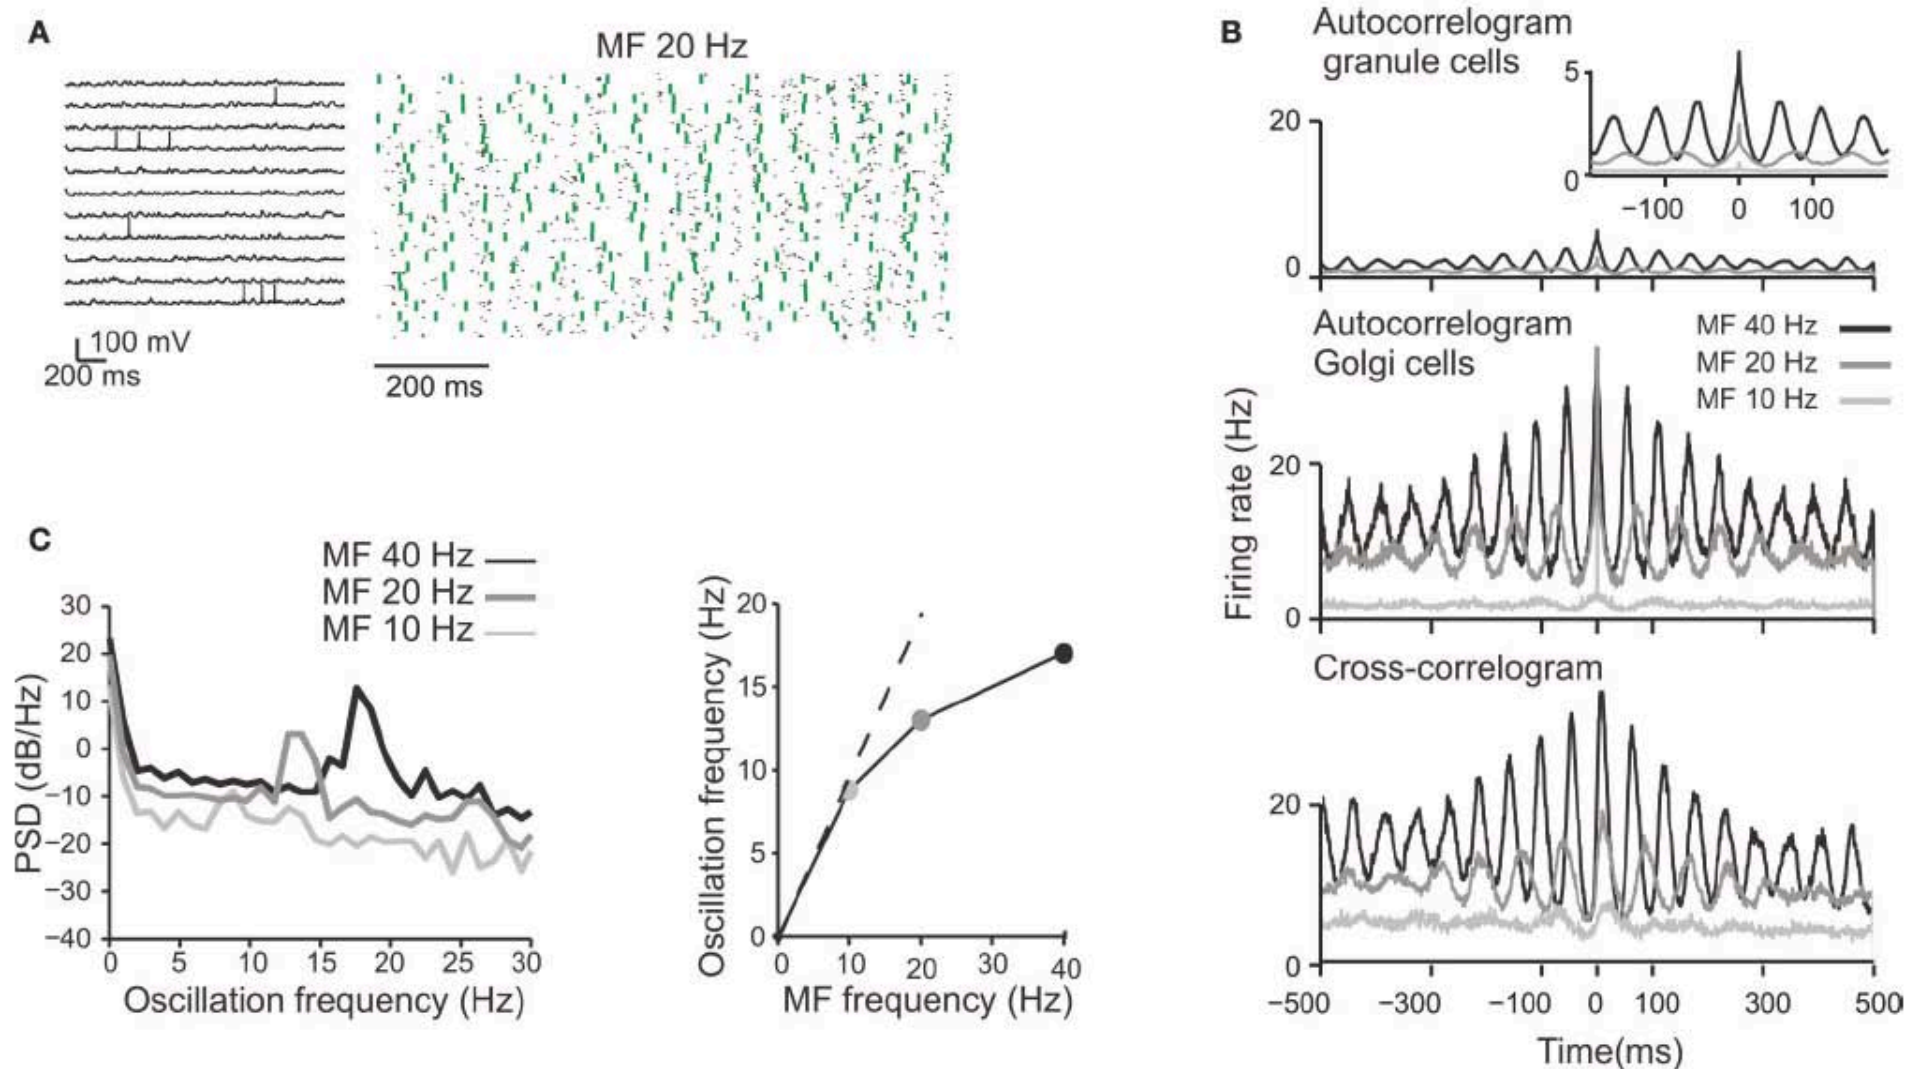 A
MF 20 Hz
100 mV
200 ms
200 ms
B
Autocorrelogram
granule cells
5
0
−100 0 100
20
0
Autocorrelogram
Golgi cells
MF 40 Hz
MF 20 Hz
MF 10 Hz
20
0
Firing rate (Hz)
Cross-correlogram
20
0
−500 −300 −100 0 100 300 500
Time(ms)
C
MF 40 Hz
MF 20 Hz
MF 10 Hz
30
20
10
0
−10
−20
−30
−40
PSD (dB/Hz)
0 5 10 15 20 25 30
Oscillation frequency (Hz)
20
15
10
5
0
Oscillation frequency (Hz)
0 10 20 30 40
MF frequency (Hz)